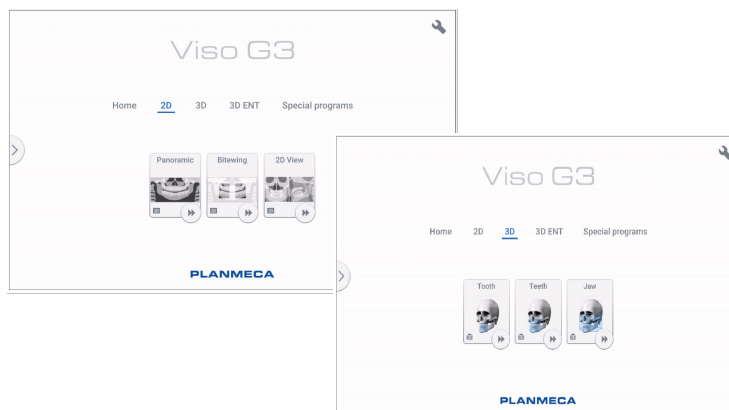 Viso G3
Home 2D 3D 3D ENT Special programs
Panoramic Bitewing 2D View
PLANMECA
Viso G3
Home 2D 3D 3D ENT Special programs
Tooth Teeth Jaw
PLANMECA